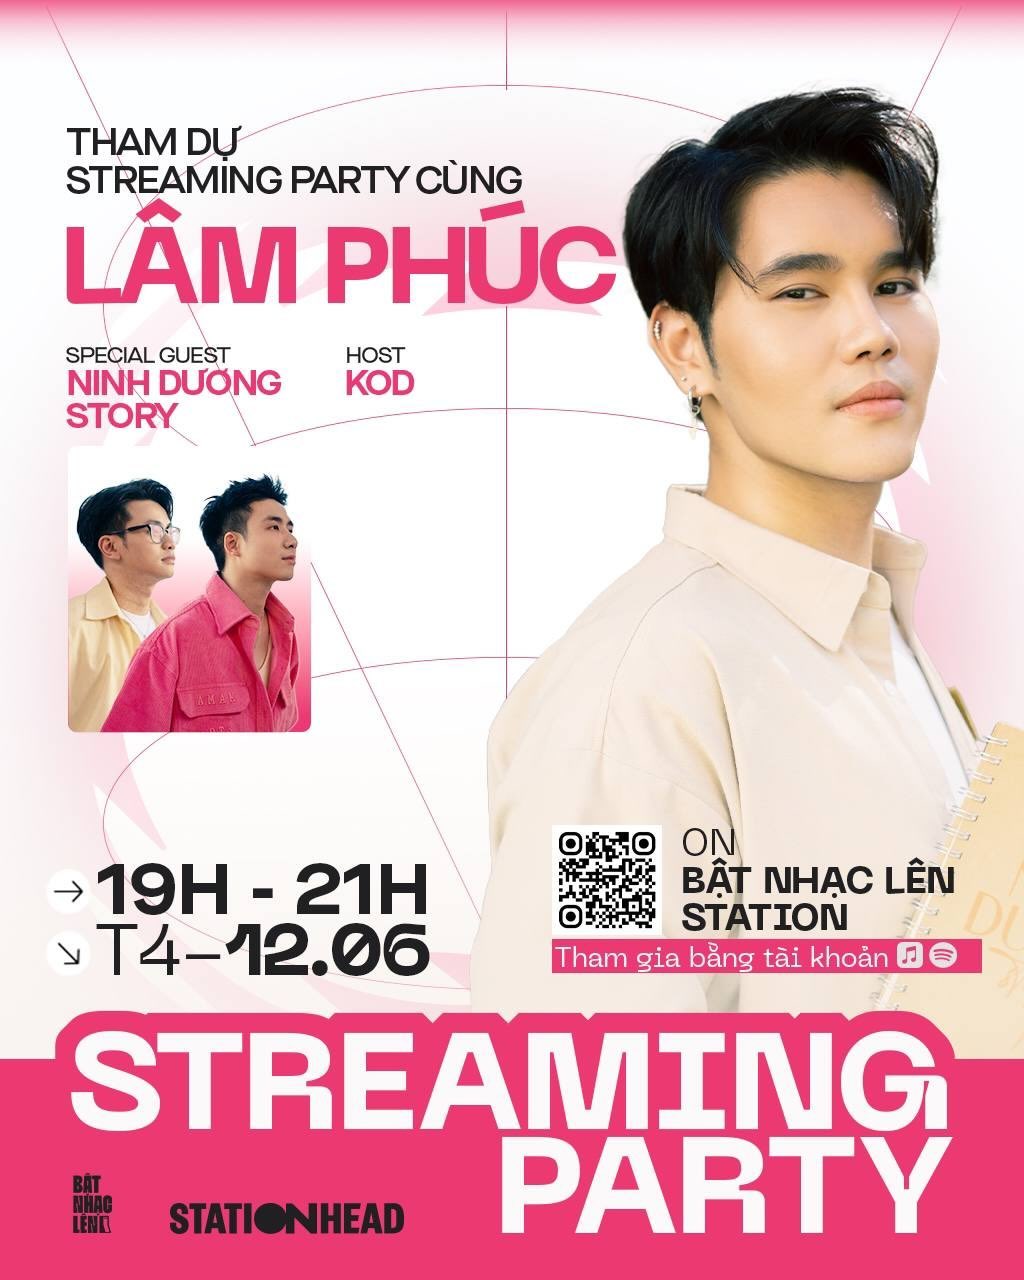 THAM DỰ
STREAMING PARTY CÙNG
LÂM PHÚC
SPECIAL GUEST
NINH DƯƠNG
STORY
HOST
KOD
19H - 21H
T4–12.06
ON
BẬT NHẠC LÊN
STATION
Tham gia bằng tài khoản
STREAMING
PARTY
BẬT
NHẠC
LÊN
STATIONHEAD